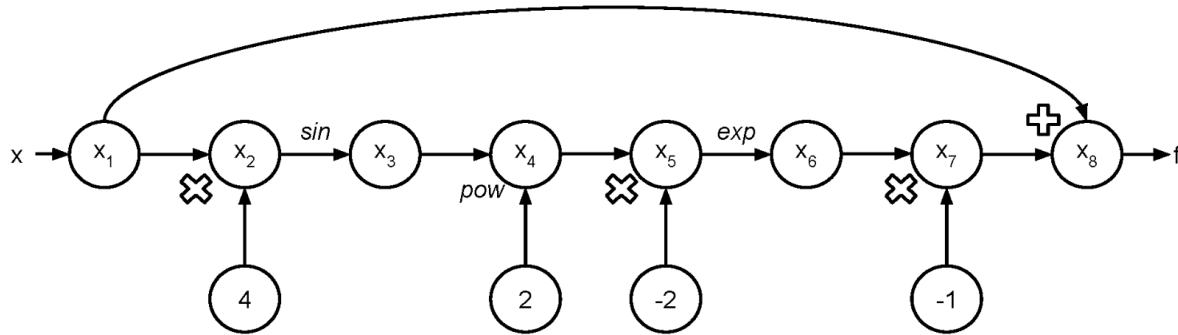 sin exp
x x₁ x₂ x₃ x₄ x₅ x₆ x₇ x₈ f
pow
4 2 -2 -1